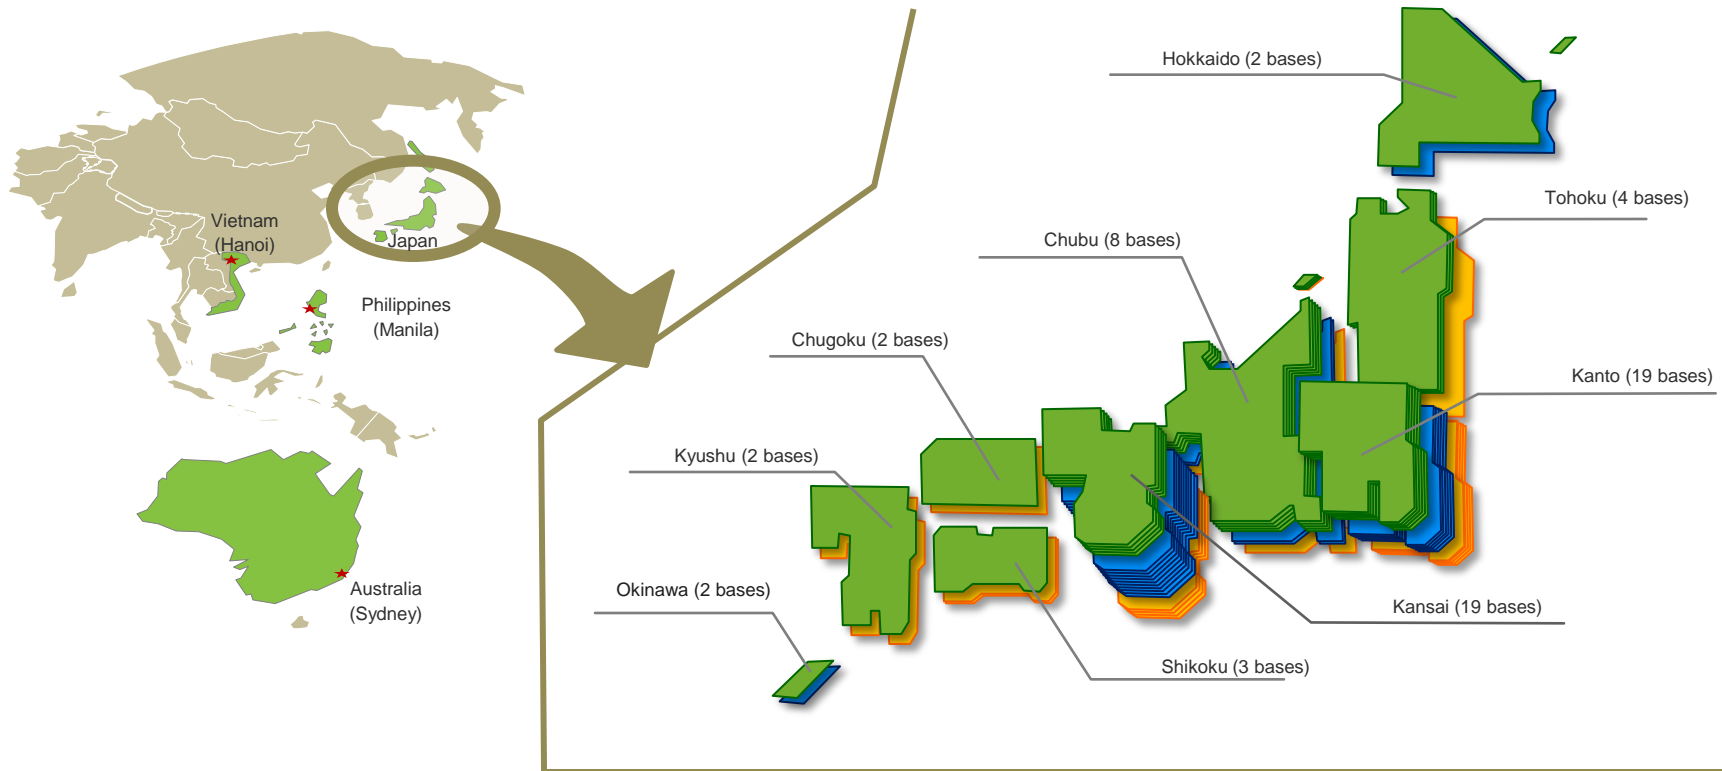 Vietnam
(Hanoi)
Japan
Philippines
(Manila)
Australia
(Sydney)
Hokkaido (2 bases)
Tohoku (4 bases)
Chubu (8 bases)
Chugoku (2 bases)
Kanto (19 bases)
Kyushu (2 bases)
Okinawa (2 bases)
Kansai (19 bases)
Shikoku (3 bases)